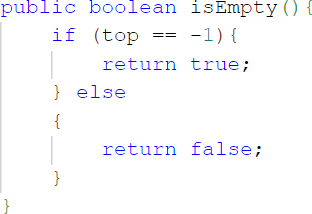 public boolean isEmpty(){
    if (top == -1){
        return true;
    } else
    {
        return false;
    }
}